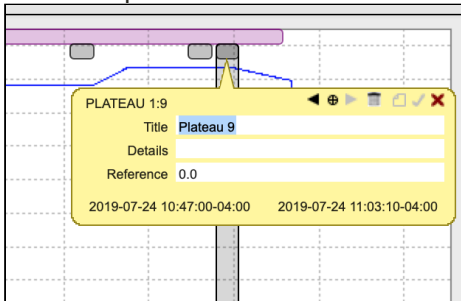 PLATEAU 1:9
Title Plateau 9
Details
Reference 0.0
2019-07-24 10:47:00-04:00 2019-07-24 11:03:10-04:00